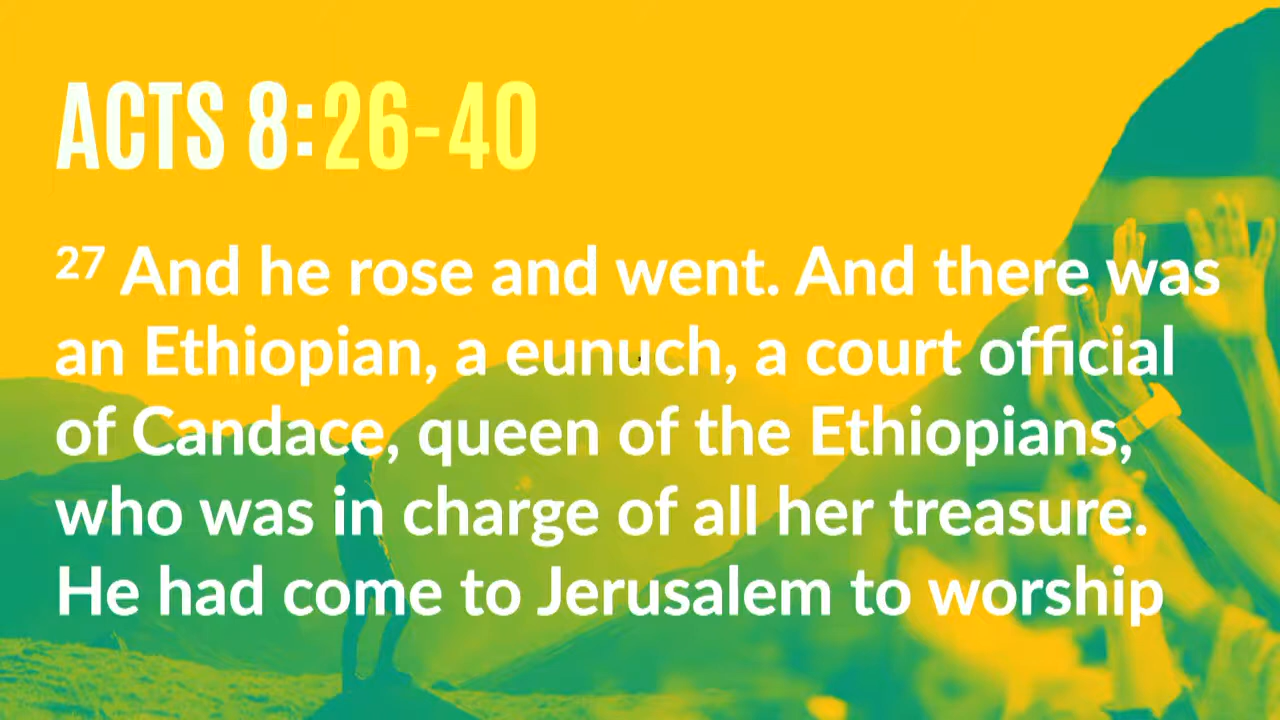 ACTS 8:26-40
27 And he rose and went. And there was
an Ethiopian, a eunuch, a court official
of Candace, queen of the Ethiopians,
who was in charge of all her treasure.
He had come to Jerusalem to worship